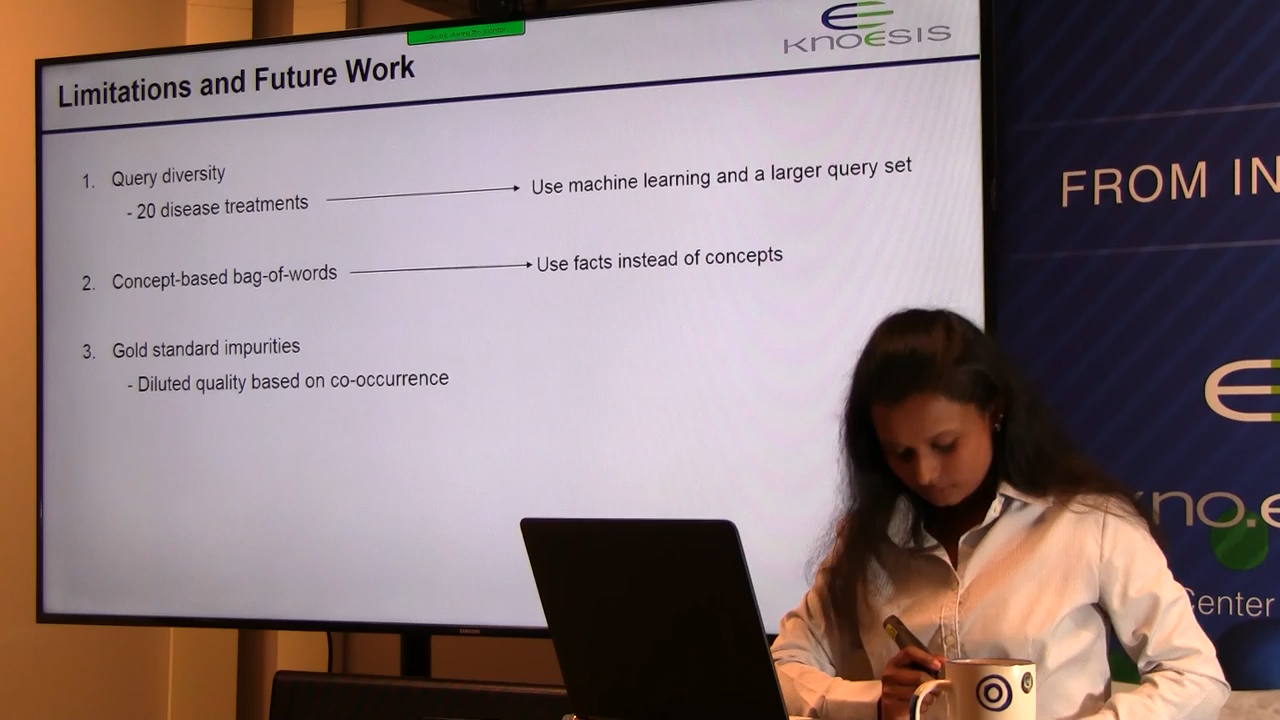 KNOESIS
Limitations and Future Work
1. Query diversity
- 20 disease treatments
Use machine learning and a larger query set
2. Concept-based bag-of-words
Use facts instead of concepts
3. Gold standard impurities
- Diluted quality based on co-occurrence
SAMSUNG
FROM IN
no.e
Center